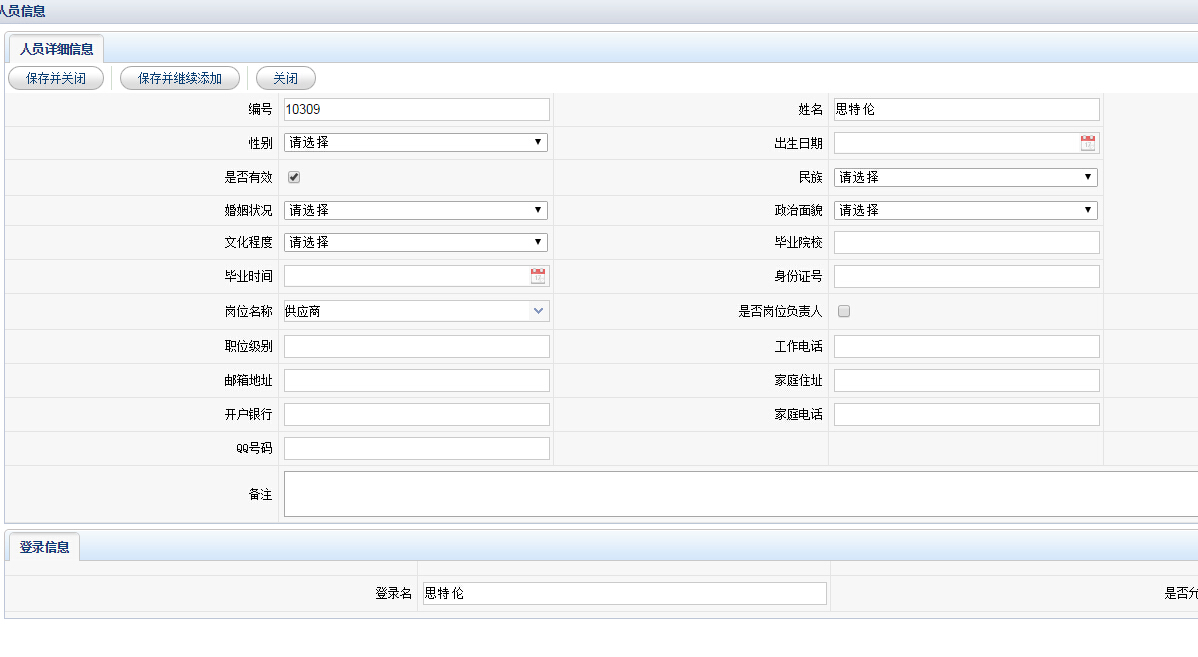 人员信息
人员详细信息
保存并关闭 保存并继续添加 关闭
编号 10309 姓名 思特伦
性别 请选择 出生日期
是否有效 民族 请选择
婚姻状况 请选择 政治面貌 请选择
文化程度 请选择 毕业院校
毕业时间 身份证号
岗位名称 供应商 是否岗位负责人
职位级别 工作电话
邮箱地址 家庭住址
开户银行 家庭电话
QQ号码
备注
登录信息
登录名 思特伦 是否允